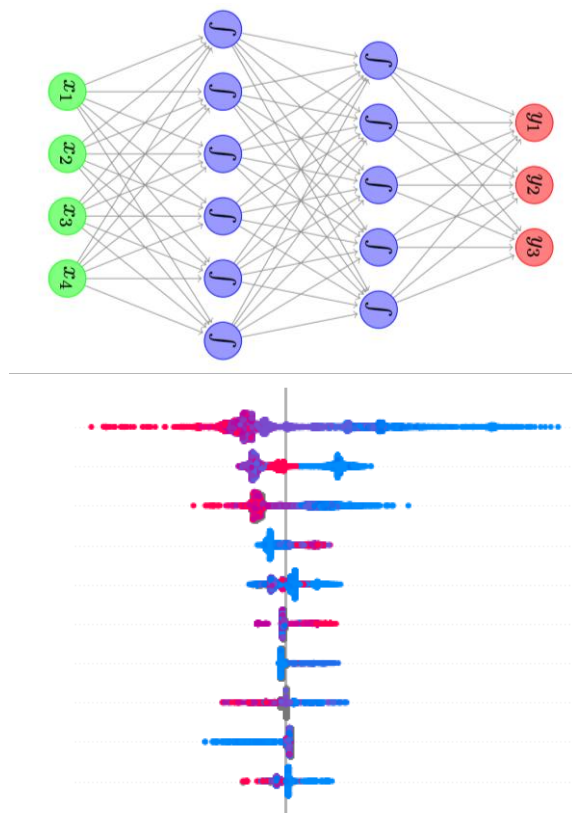 x₁
x₂
x₃
x₄
∫
∫
∫
∫
∫
∫
∫
∫
∫
∫
∫
y₁
y₂
y₃